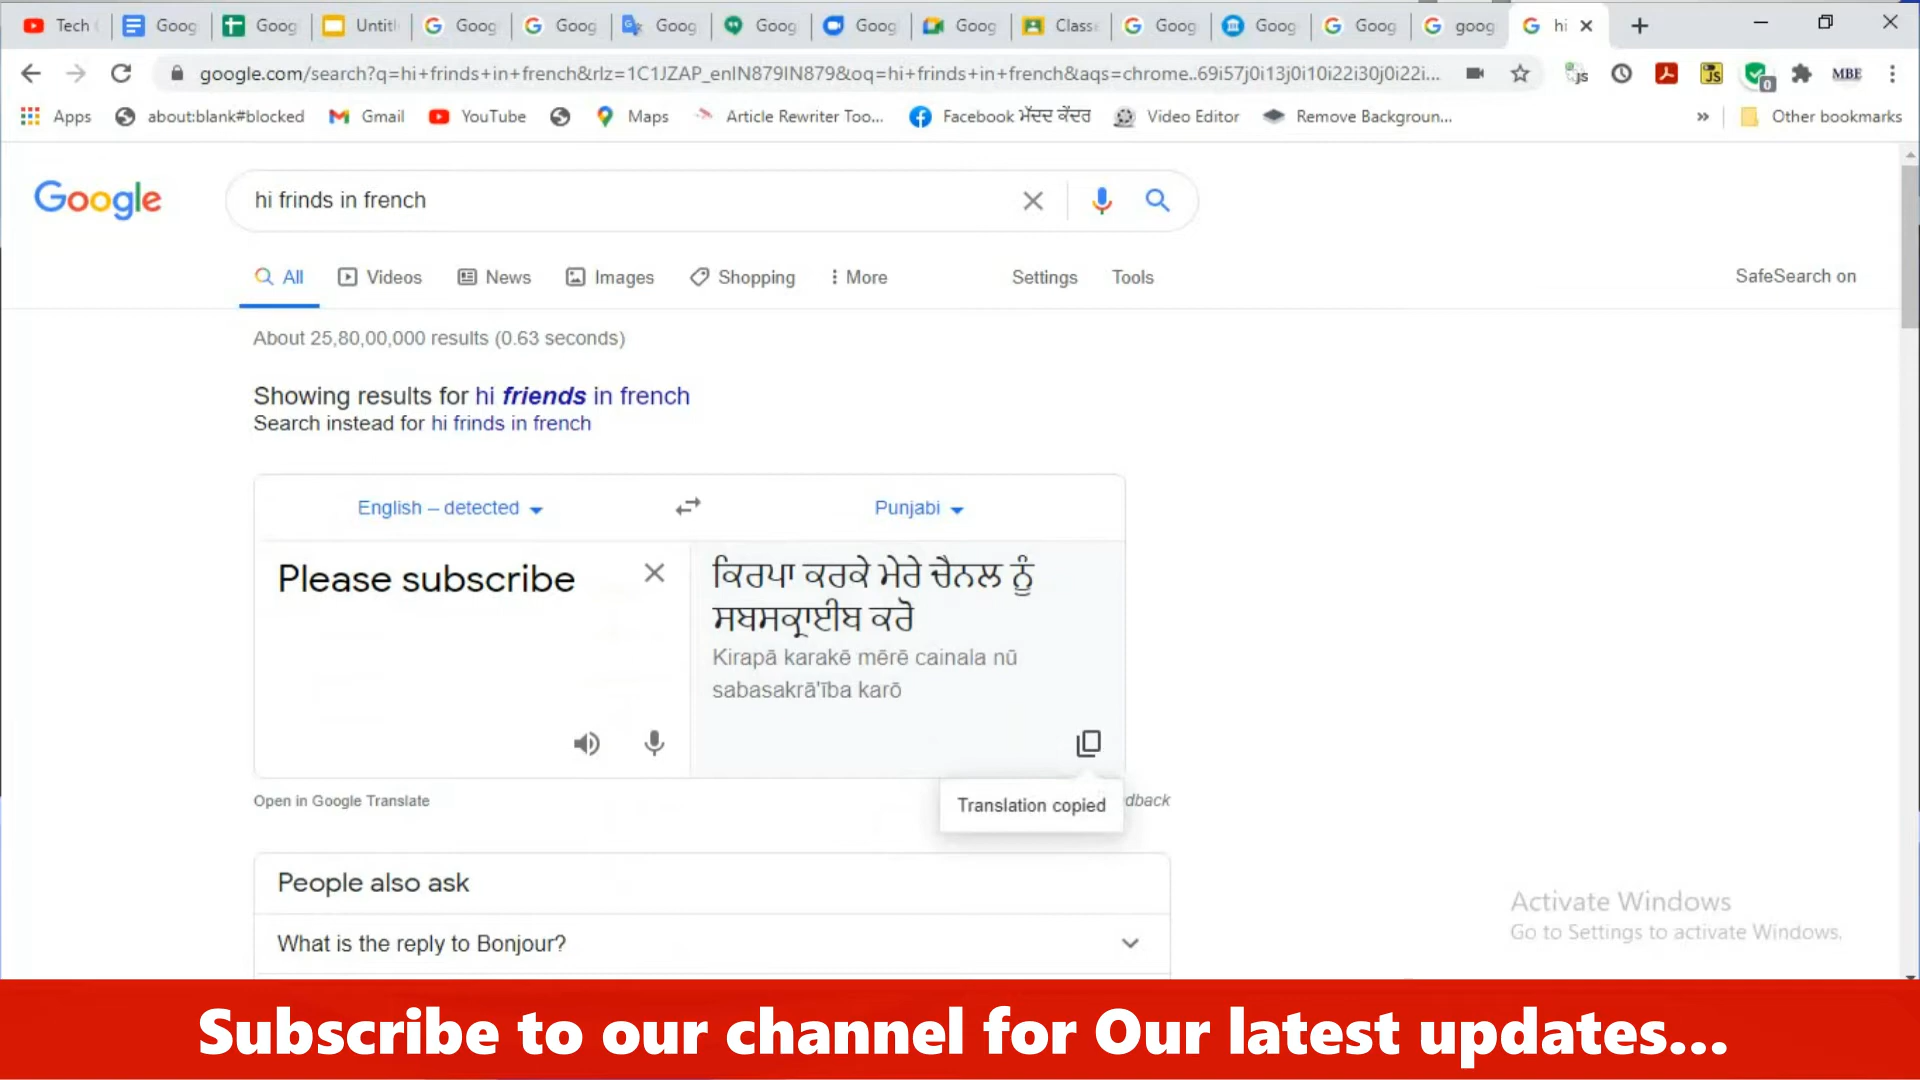 Tech
Goog
Goog
Untitl
Goog
Goog
Goog
Goog
Goog
Goog
Class
Goog
Goog
Goog
goog
hi
google.com/search?q=hi+frinds+in+french&rlz=1C1JZAP_enIN879IN879&oq=hi+frinds+in+french&aqs=chrome..69i57j0i13j0i10i22i30j0i22i...
JS
JS
0
MBE
Apps
about:blank#blocked
Gmail
YouTube
Maps
Article Rewriter Too...
Facebook ਮੱਦਦ ਕੇਂਦਰ
Video Editor
Remove Backgroun...
Other bookmarks
Google
hi frinds in french
All
Videos
News
Images
Shopping
More
Settings
Tools
SafeSearch on
About 25,80,00,000 results (0.63 seconds)
Showing results for hi friends in french
Search instead for hi frinds in french
English – detected
Punjabi
Please subscribe
ਕਿਰਪਾ ਕਰਕੇ ਮੇਰੇ ਚੈਨਲ ਨੂੰ
ਸਬਸਕ੍ਰਾਈਬ ਕਰੋ
Kirapā karakē mērē cainala nū
sabasakrā'ība karō
Open in Google Translate
dback
Translation copied
People also ask
What is the reply to Bonjour?
Activate Windows
Go to Settings to activate Windows.
Subscribe to our channel for Our latest updates...